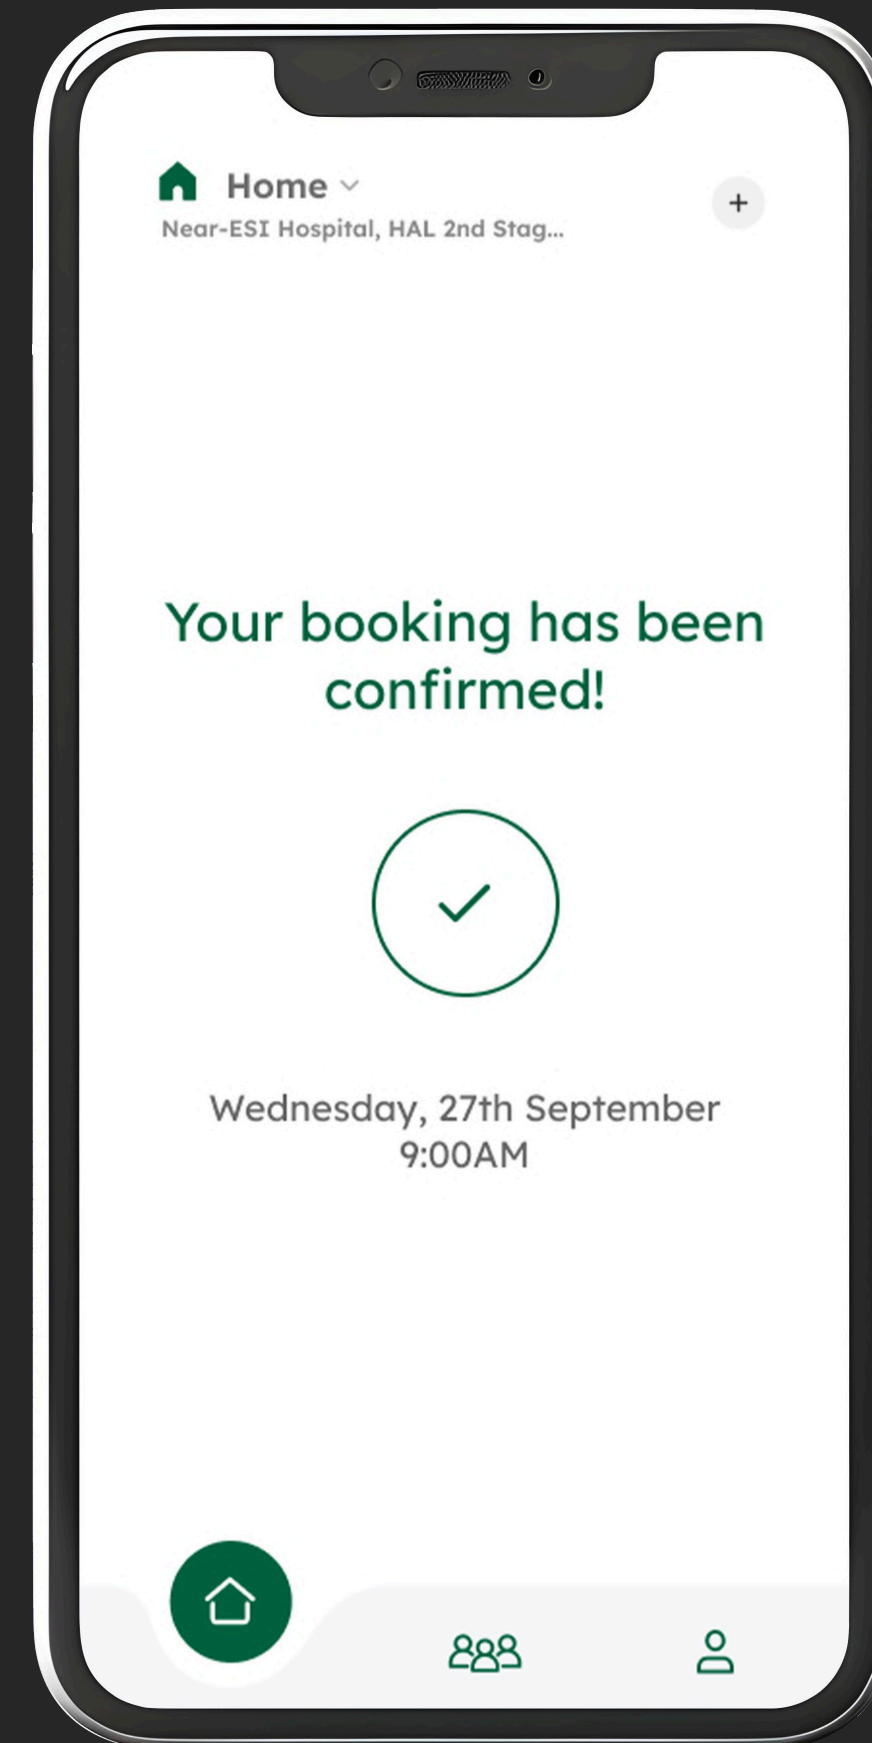 Home
Near-ESI Hospital, HAL 2nd Stag...
Your booking has been
confirmed!
Wednesday, 27th September
9:00AM